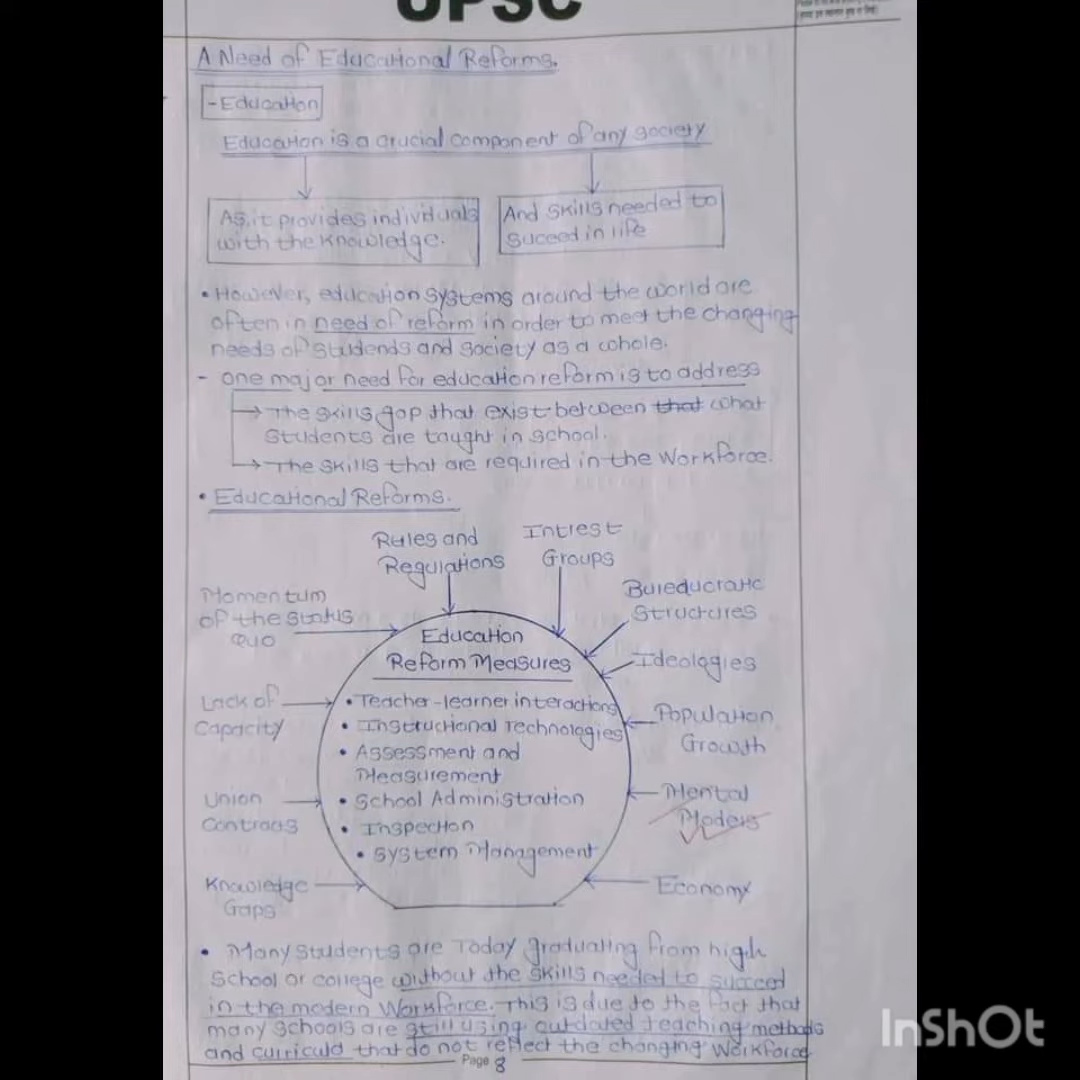 UPSC
A Need of Educational Reforms.
- Education
Education is a crucial component of any society
As, it provides individuals
with the Knowledge.
And skills needed to
succeed in life
• However, education systems around the world are
often in need of reform in order to meet the changing
needs of studends and society as a whole.
- one major need for education reform is to address
→ The skills gap that exist between that what
students are taught in school.
→ The skills that are required in the Workforce.
• Educational Reforms.
Rules and
Regulations
Intrest
Groups
Momentum
of the status
Quo
Bureducratic
Structures
Education
Reform Measures
Ideologies
Lack of
Capacity
• Teacher-learner interactions
• Instructional Technologies
• Assessment and
Measurement
• School Administration
• Inspection
• System Management
Population
Growth
Union
Contracts
Mental
Models
Knowledge
Gaps
Economy
• Many students are Today graduating from high
School or college without the skills needed to succeed
in the modern Workforce. This is due to the fact that
many schools are still using outdated teaching methods
and curricula that do not reflect the changing Workforce
Page 8
InShOt